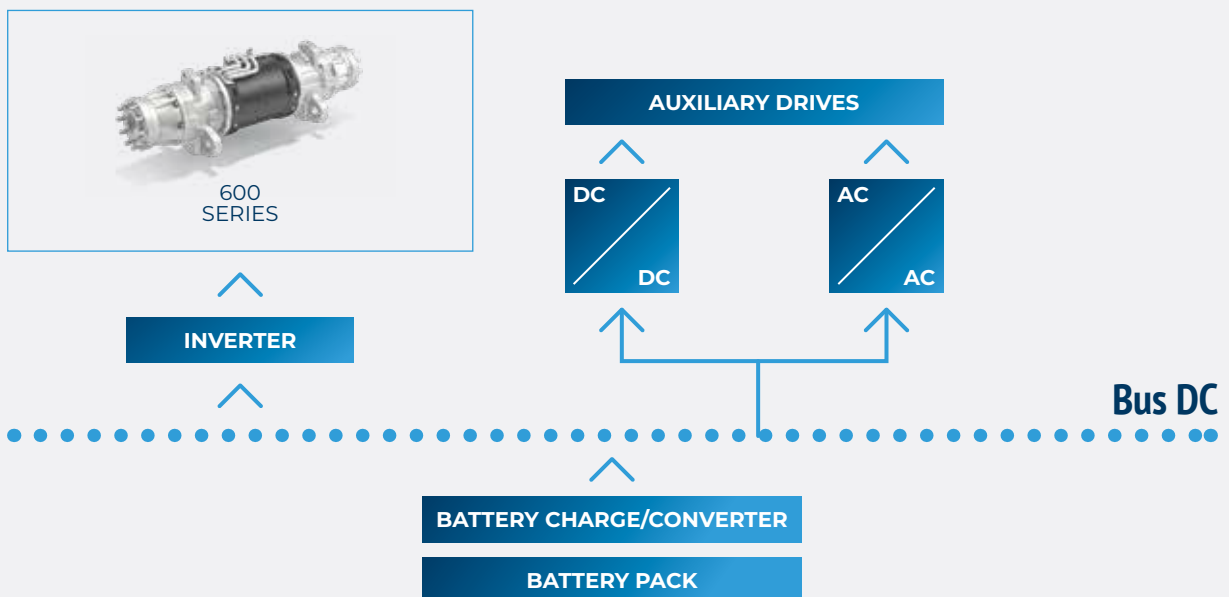 600
SERIES
INVERTER
AUXILIARY DRIVES
DC
DC
AC
AC
Bus DC
BATTERY CHARGE/CONVERTER
BATTERY PACK